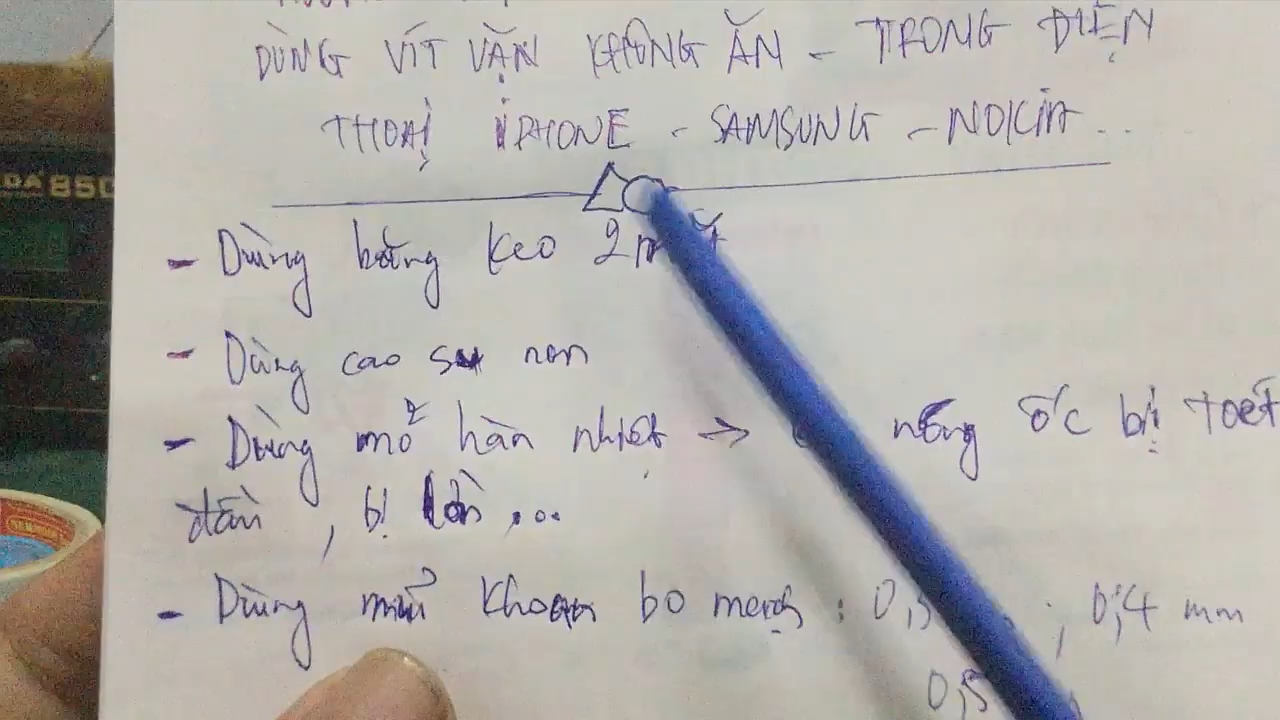 DÙNG VÍT VẶN KHÔNG ĂN - TRONG ĐIỆN
THOẠI IPHONE - SAMSUNG - NOKIA...
- Dùng băng keo 2
- Dùng cao su non
- Dùng mỏ hàn nhiệt → nóng ốc bị toét
đầu, bị lờn,...
- Dùng mũi khoan bo mạch: 0,3 ; 0,4 mm
0,5
850